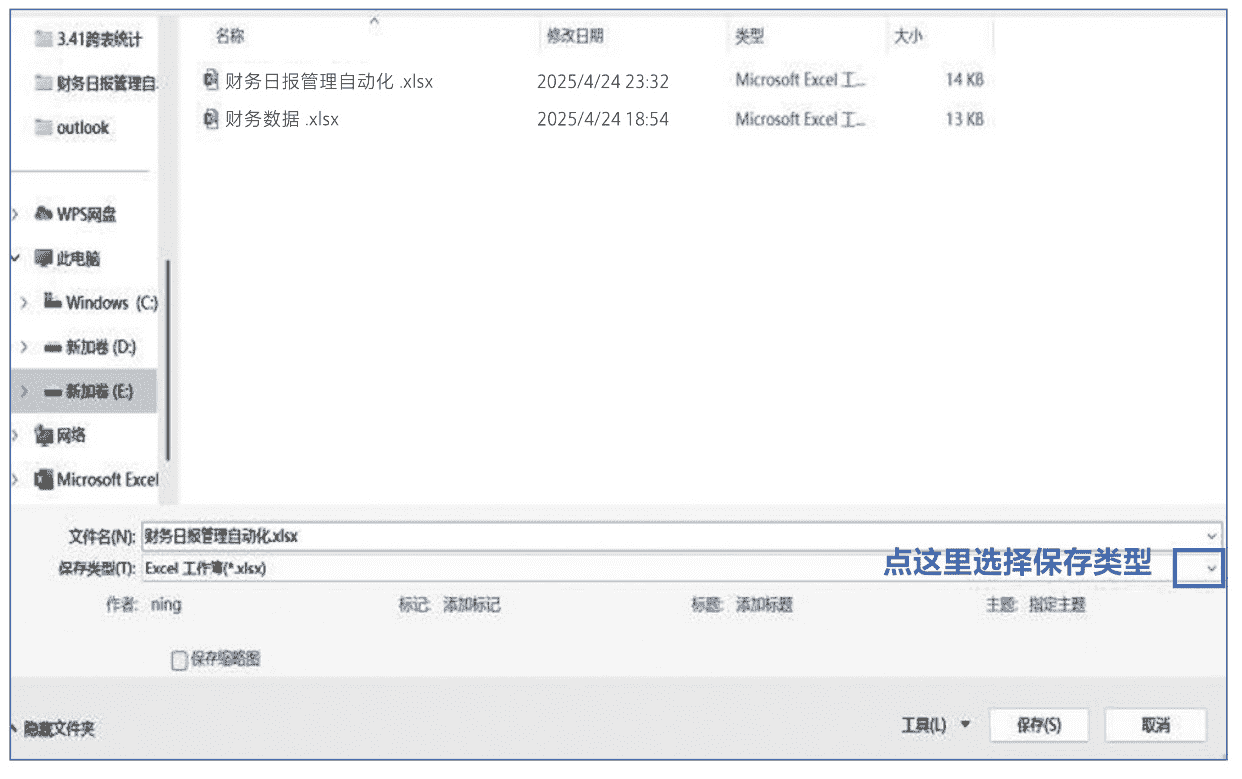 3.41跨表统计
财务日报管理自
outlook
WPS网盘
此电脑
Windows (C:)
新加卷 (D:)
新加卷 (E:)
网络
Microsoft Excel
名称 修改日期 类型 大小
财务日报管理自动化 .xlsx 2025/4/24 23:32 Microsoft Excel 工... 14 KB
财务数据 .xlsx 2025/4/24 18:54 Microsoft Excel 工... 13 KB
文件名(N): 财务日报管理自动化.xlsx
保存类型(T): Excel 工作簿(*.xlsx)
点这里选择保存类型
作者: ning 标记: 添加标记 标题: 添加标题 主题: 指定主题
保存缩略图
隐藏文件夹 工具(L) 保存(S) 取消